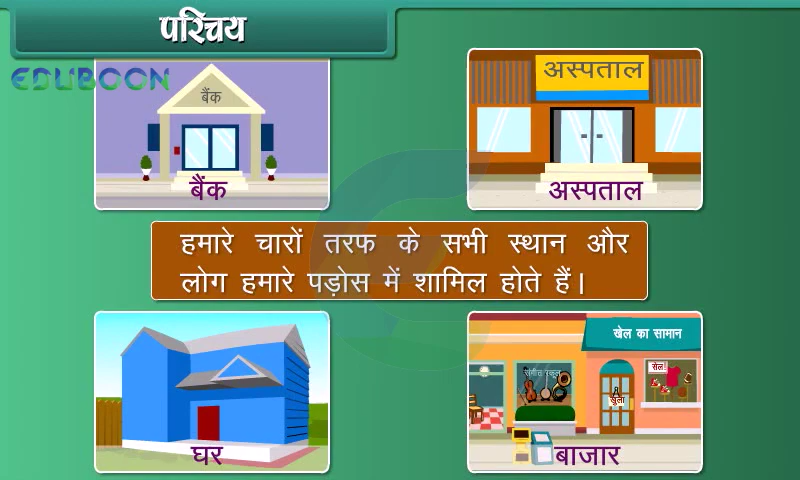 परिचय
EDUBOON
बैंक
बैंक
अस्पताल
अस्पताल
हमारे चारों तरफ के सभी स्थान और
लोग हमारे पड़ोस में शामिल होते हैं।
घर
खेल का सामान
सेल!
संगीत स्कूल
खुला
बाजार